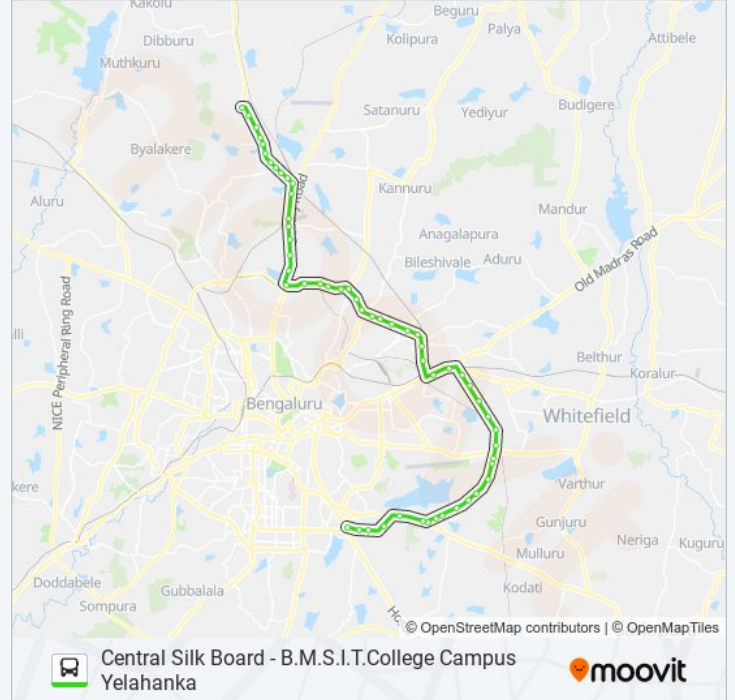 Kakolu
Beguru
Palya
Dibburu
Kolipura
Attibele
Muthkuru
Satanuru
Yediyur
Budigere
Byalakere
Road
Kannuru
Aluru
Mandur
Anagalapura
Bileshivale
Aduru
Old Madras Road
NICE Peripheral Ring Road
Belthur
Koralur
Bengaluru
Whitefield
Varthur
Gunjuru
Neriga
Kuguru
Mulluru
Doddabele
Gubbalala
Kodati
Sompura
© OpenStreetMap contributors | © OpenMapTiles
Central Silk Board - B.M.S.I.T.College Campus
Yelahanka
moovit